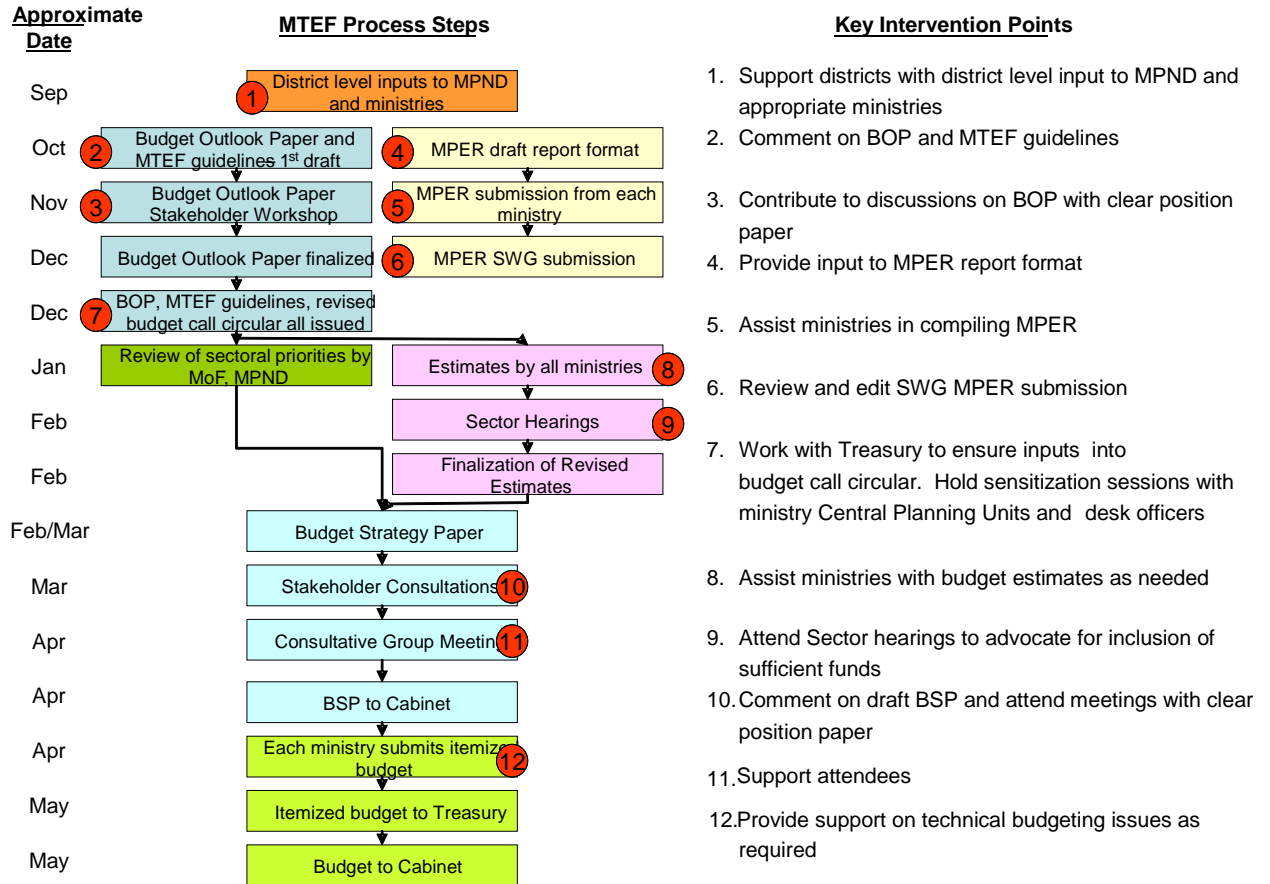 Approximate
Date
MTEF Process Steps
Key Intervention Points
Sep
1
District level inputs to MPND
and ministries
Oct
2
Budget Outlook Paper and
MTEF guidelines 1st draft
4
MPER draft report format
Nov
3
Budget Outlook Paper
Stakeholder Workshop
5
MPER submission from each
ministry
Dec
Budget Outlook Paper finalized
6
MPER SWG submission
Dec
7
BOP, MTEF guidelines, revised
budget call circular all issued
Jan
Review of sectoral priorities by
MoF, MPND
Estimates by all ministries
8
Feb
Sector Hearings
9
Feb
Finalization of Revised
Estimates
Feb/Mar
Budget Strategy Paper
Mar
Stakeholder Consultations
10
Apr
Consultative Group Meeting
11
Apr
BSP to Cabinet
Apr
Each ministry submits itemized
budget
12
May
Itemized budget to Treasury
May
Budget to Cabinet
1. Support districts with district level input to MPND and
appropriate ministries
2. Comment on BOP and MTEF guidelines
3. Contribute to discussions on BOP with clear position
paper
4. Provide input to MPER report format
5. Assist ministries in compiling MPER
6. Review and edit SWG MPER submission
7. Work with Treasury to ensure inputs into
budget call circular. Hold sensitization sessions with
ministry Central Planning Units and desk officers
8. Assist ministries with budget estimates as needed
9. Attend Sector hearings to advocate for inclusion of
sufficient funds
10. Comment on draft BSP and attend meetings with clear
position paper
11. Support attendees
12. Provide support on technical budgeting issues as
required